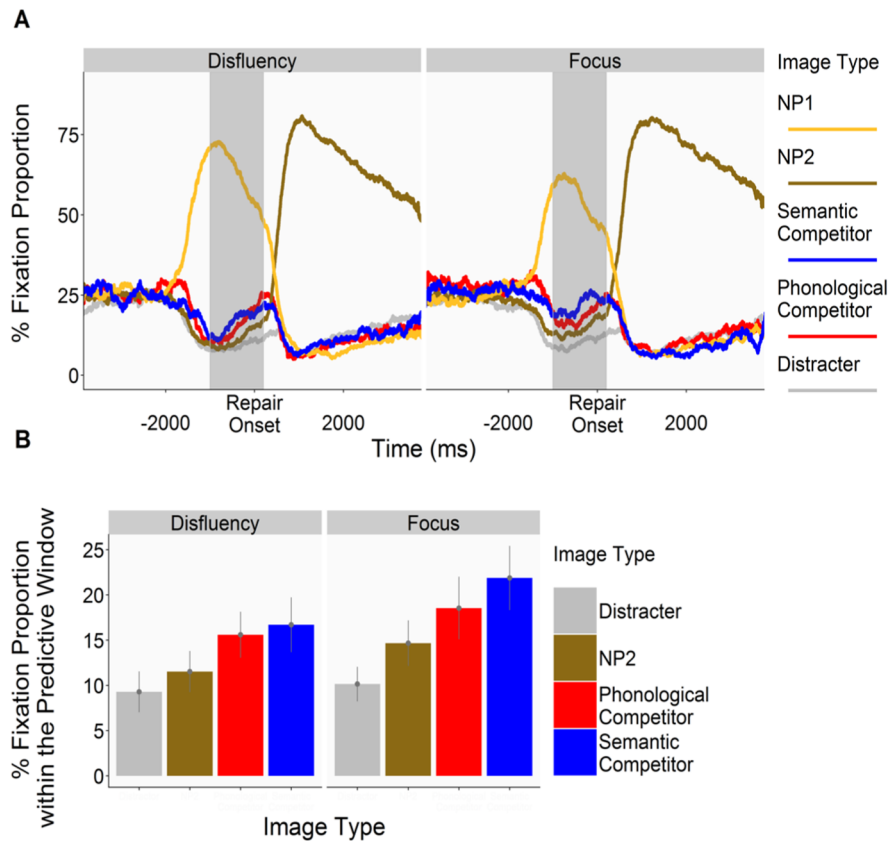 A
Disfluency
Focus
Image Type
NP1
NP2
Semantic
Competitor
Phonological
Competitor
Distracter
% Fixation Proportion
75
50
25
0
-2000
Repair
Onset
2000
-2000
Repair
Onset
2000
Time (ms)
B
Disfluency
Focus
% Fixation Proportion
within the Predictive Window
25
20
15
10
5
0
Image Type
Distracter
NP2
Phonological
Competitor
Semantic
Competitor
Image Type